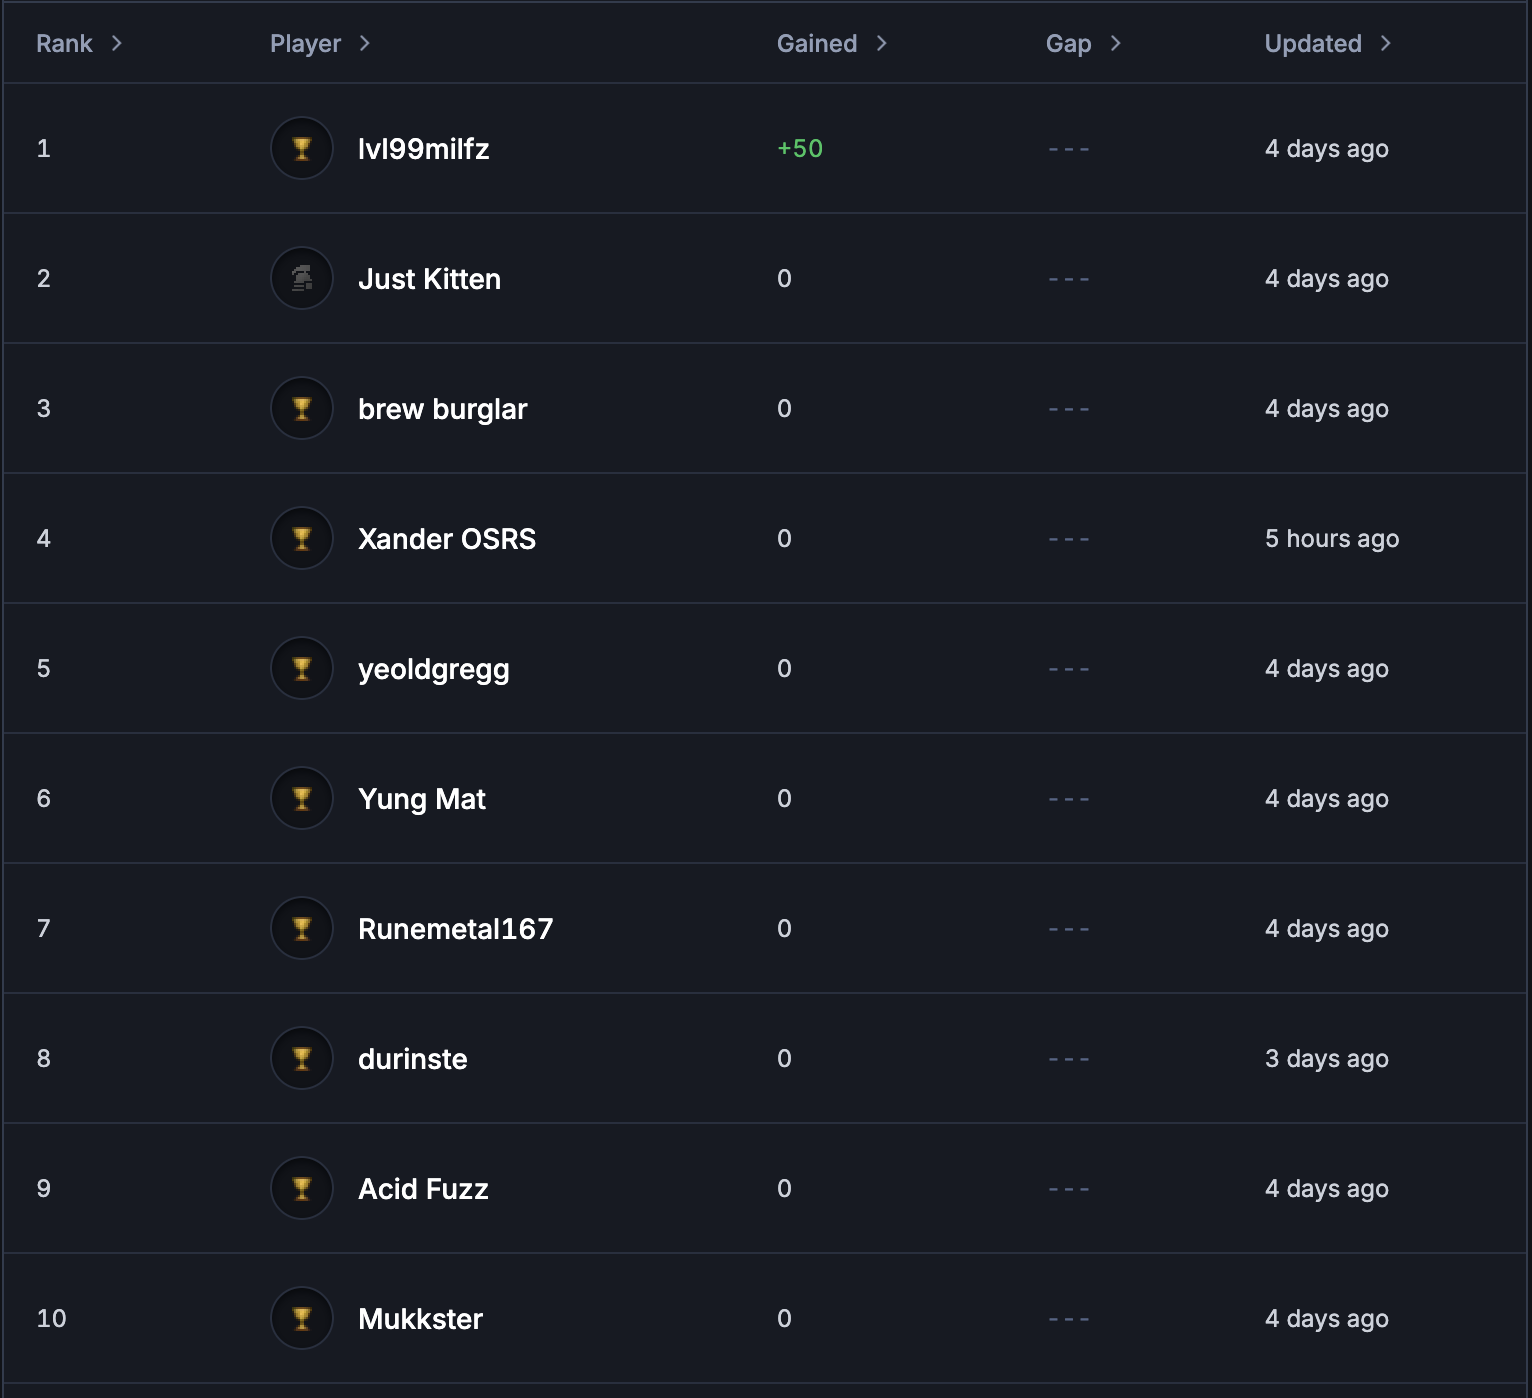 Rank Player Gained Gap Updated
1 lvl99milfz +50 --- 4 days ago
2 Just Kitten 0 --- 4 days ago
3 brew burglar 0 --- 4 days ago
4 Xander OSRS 0 --- 5 hours ago
5 yeoldgregg 0 --- 4 days ago
6 Yung Mat 0 --- 4 days ago
7 Runemetal167 0 --- 4 days ago
8 durinste 0 --- 3 days ago
9 Acid Fuzz 0 --- 4 days ago
10 Mukkster 0 --- 4 days ago